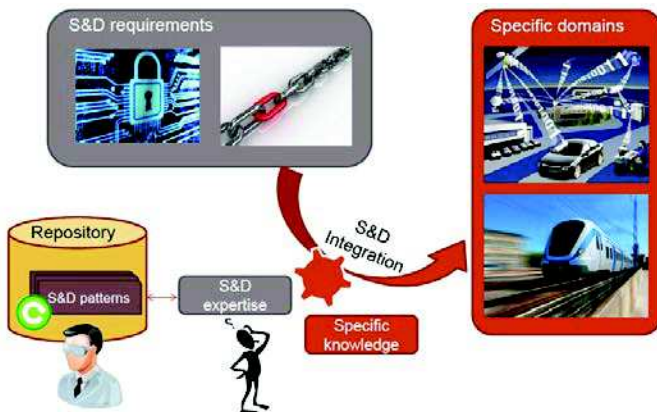 S&D requirements
Specific domains
S&D
Integration
Repository
S&D patterns
S&D
expertise
Specific
knowledge